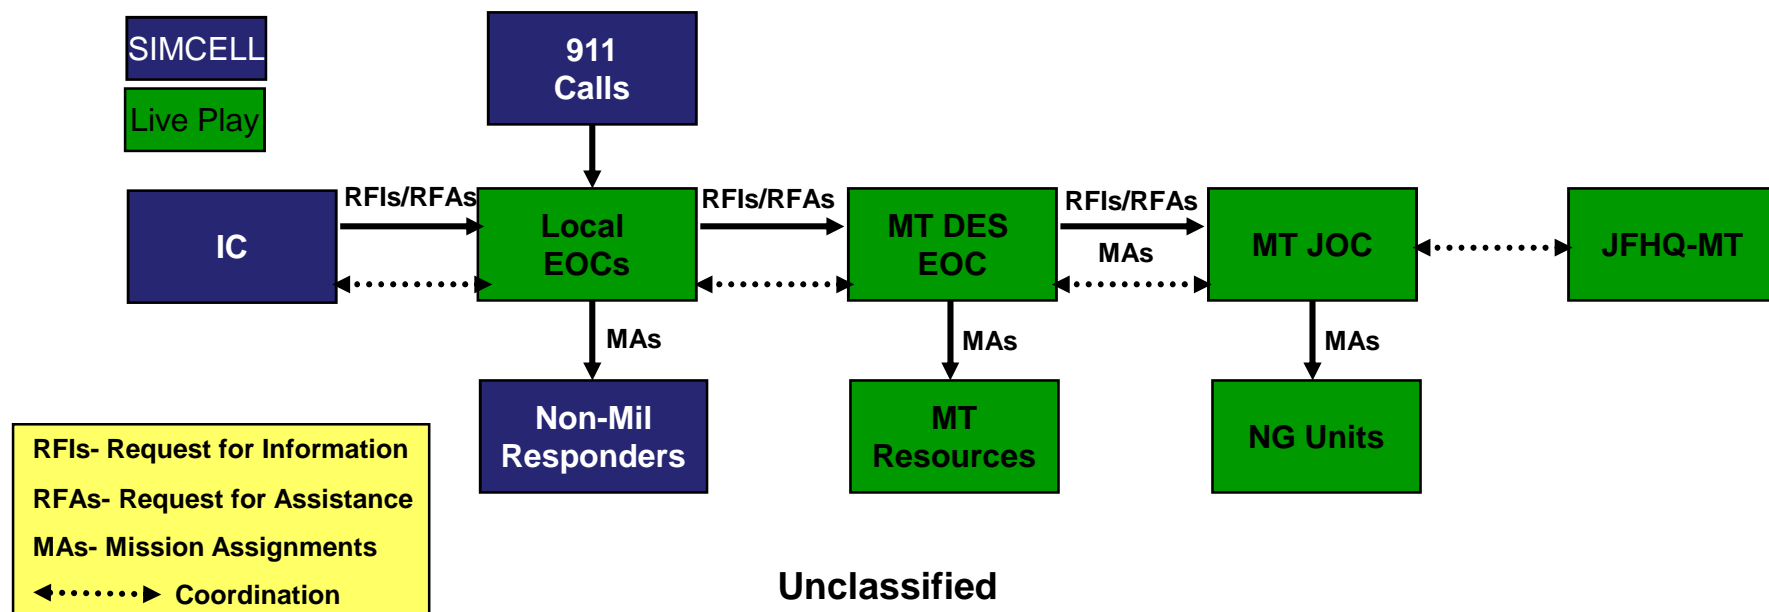 SIMCELL
911
Calls
Live Play
RFIs/RFAs
RFIs/RFAs
RFIs/RFAs
IC
Local
EOCs
MT DES
EOC
MAs
MT JOC
JFHQ-MT
MAs
MAs
MAs
Non-Mil
Responders
MT
Resources
NG Units
RFIs- Request for Information
RFAs- Request for Assistance
MAs- Mission Assignments
Coordination
Unclassified